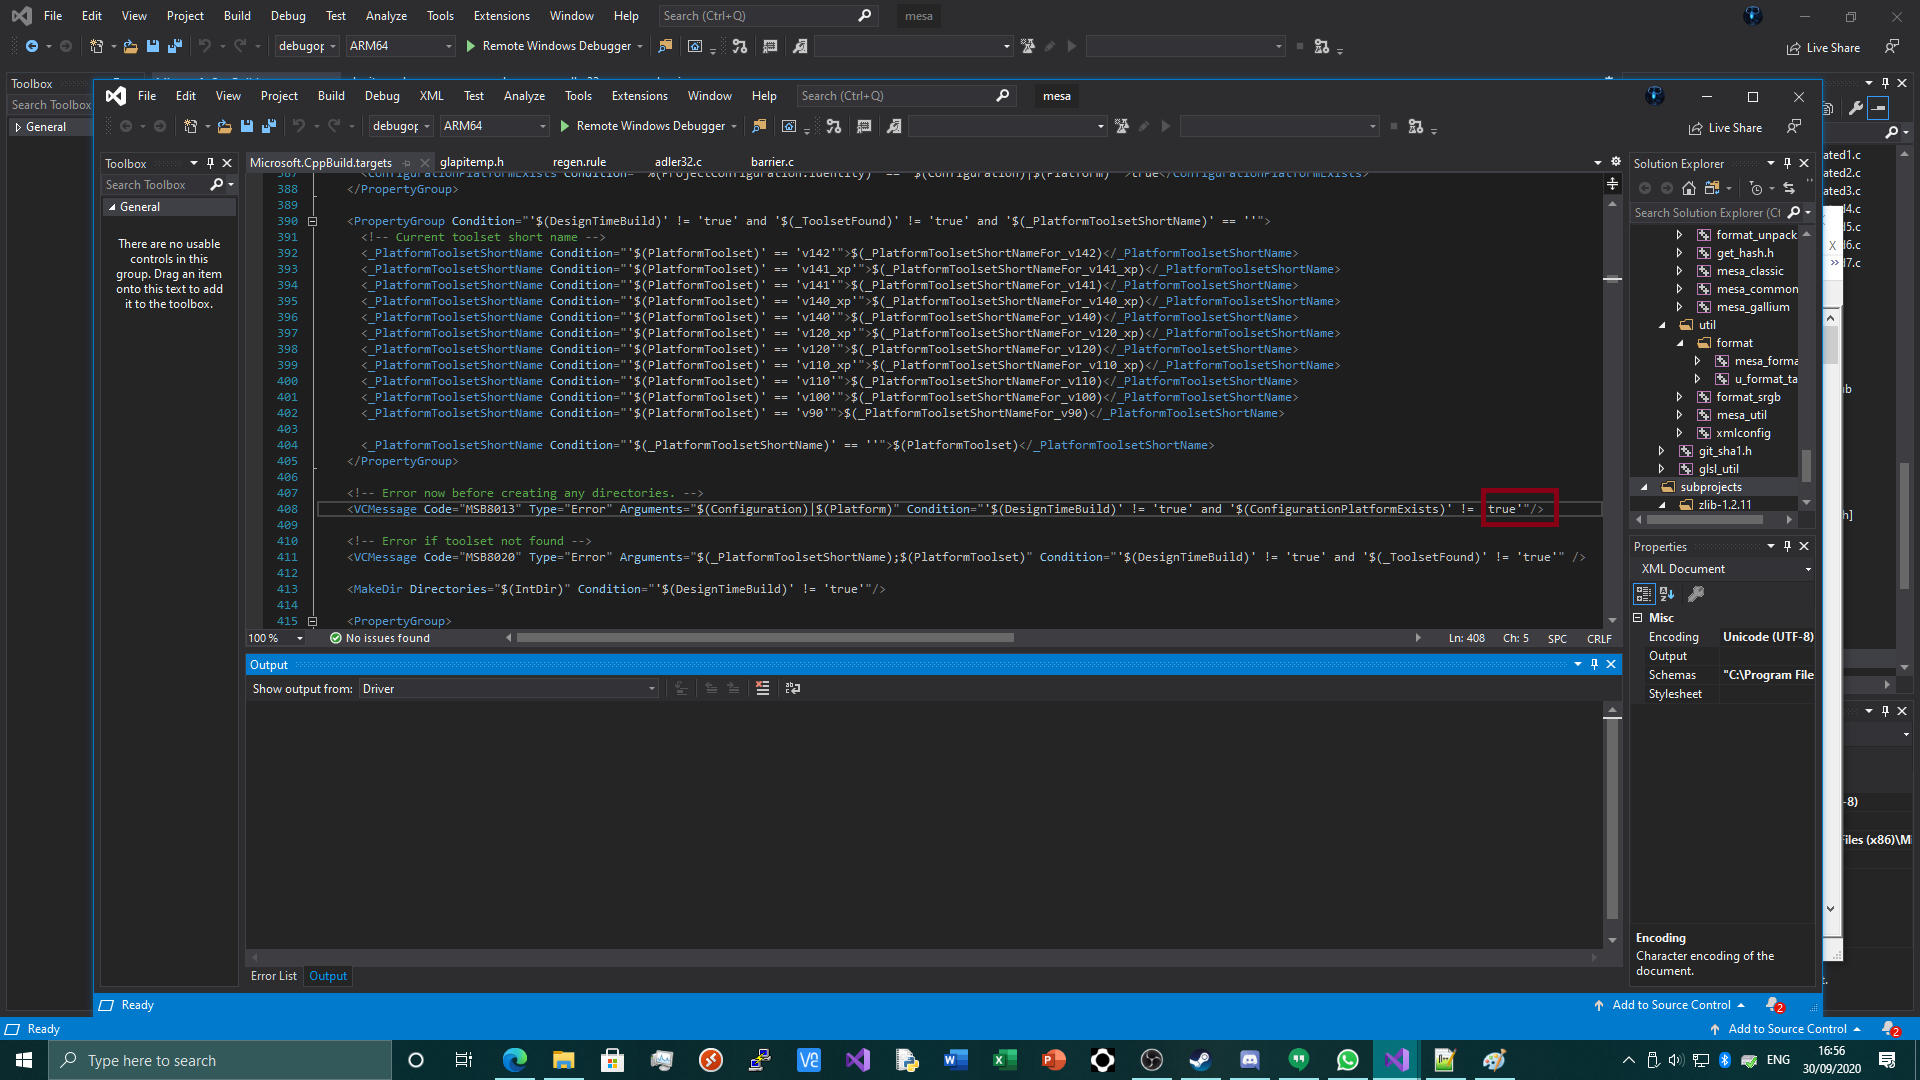 File Edit View Project Build Debug Test Analyze Tools Extensions Window Help Search (Ctrl+Q) mesa
debugop ARM64 Remote Windows Debugger Live Share
Toolbox
Search Toolbox
General
File Edit View Project Build Debug XML Test Analyze Tools Extensions Window Help Search (Ctrl+Q) mesa
debugop ARM64 Remote Windows Debugger Live Share
Toolbox
Search Toolbox
General
There are no usable
controls in this
group. Drag an item
onto this text to add
it to the toolbox.
Microsoft.CppBuild.targets glapitemp.h regen.rule adler32.c barrier.c
387 <ConfigurationPlatformExists Condition="'%(ProjectConfiguration.Identity)' == '$(Configuration)|$(Platform)'">true</ConfigurationPlatformExists>
388 </PropertyGroup>
389
390 <PropertyGroup Condition="'$(DesignTimeBuild)' != 'true' and '$(_ToolsetFound)' != 'true' and '$(_PlatformToolsetShortName)' == ''">
391 <!-- Current toolset short name -->
392 <_PlatformToolsetShortName Condition="'$(PlatformToolset)' == 'v142'">$(_PlatformToolsetShortNameFor_v142)</_PlatformToolsetShortName>
393 <_PlatformToolsetShortName Condition="'$(PlatformToolset)' == 'v141_xp'">$(_PlatformToolsetShortNameFor_v141_xp)</_PlatformToolsetShortName>
394 <_PlatformToolsetShortName Condition="'$(PlatformToolset)' == 'v141'">$(_PlatformToolsetShortNameFor_v141)</_PlatformToolsetShortName>
395 <_PlatformToolsetShortName Condition="'$(PlatformToolset)' == 'v140_xp'">$(_PlatformToolsetShortNameFor_v140_xp)</_PlatformToolsetShortName>
396 <_PlatformToolsetShortName Condition="'$(PlatformToolset)' == 'v140'">$(_PlatformToolsetShortNameFor_v140)</_PlatformToolsetShortName>
397 <_PlatformToolsetShortName Condition="'$(PlatformToolset)' == 'v120_xp'">$(_PlatformToolsetShortNameFor_v120_xp)</_PlatformToolsetShortName>
398 <_PlatformToolsetShortName Condition="'$(PlatformToolset)' == 'v120'">$(_PlatformToolsetShortNameFor_v120)</_PlatformToolsetShortName>
399 <_PlatformToolsetShortName Condition="'$(PlatformToolset)' == 'v110_xp'">$(_PlatformToolsetShortNameFor_v110_xp)</_PlatformToolsetShortName>
400 <_PlatformToolsetShortName Condition="'$(PlatformToolset)' == 'v110'">$(_PlatformToolsetShortNameFor_v110)</_PlatformToolsetShortName>
401 <_PlatformToolsetShortName Condition="'$(PlatformToolset)' == 'v100'">$(_PlatformToolsetShortNameFor_v100)</_PlatformToolsetShortName>
402 <_PlatformToolsetShortName Condition="'$(PlatformToolset)' == 'v90'">$(_PlatformToolsetShortNameFor_v90)</_PlatformToolsetShortName>
403
404 <_PlatformToolsetShortName Condition="'$(_PlatformToolsetShortName)' == ''">$(PlatformToolset)</_PlatformToolsetShortName>
405 </PropertyGroup>
406
407 <!-- Error now before creating any directories. -->
408 <VCMessage Code="MSB8013" Type="Error" Arguments="$(Configuration)|$(Platform)" Condition="'$(DesignTimeBuild)' != 'true' and '$(ConfigurationPlatformExists)' != 'true'"/>
409
410 <!-- Error if toolset not found -->
411 <VCMessage Code="MSB8020" Type="Error" Arguments="$(_PlatformToolsetShortName);$(PlatformToolset)" Condition="'$(DesignTimeBuild)' != 'true' and '$(_ToolsetFound)' != 'true'" />
412
413 <MakeDir Directories="$(IntDir)" Condition="'$(DesignTimeBuild)' != 'true'"/>
414
415 <PropertyGroup>
100 % No issues found Ln: 408 Ch: 5 SPC CRLF
Output
Show output from: Driver
Error List Output
Solution Explorer
Search Solution Explorer (Ct
format_unpack
get_hash.h
mesa_classic
mesa_common
mesa_gallium
util
format
mesa_forma
u_format_ta
format_srgb
mesa_util
xmlconfig
git_sha1.h
glsl_util
subprojects
zlib-1.2.11
Properties
XML Document
Misc
Encoding Unicode (UTF-8)
Output
Schemas "C:\Program File
Stylesheet
Encoding
Character encoding of the
document.
ated1.c
ated2.c
ated3.c
d4.c
d5.c
d6.c
d7.c
-8)
Files (x86)\Mi
Ready Add to Source Control 2
Ready Add to Source Control 2
Type here to search ENG 16:56
30/09/2020